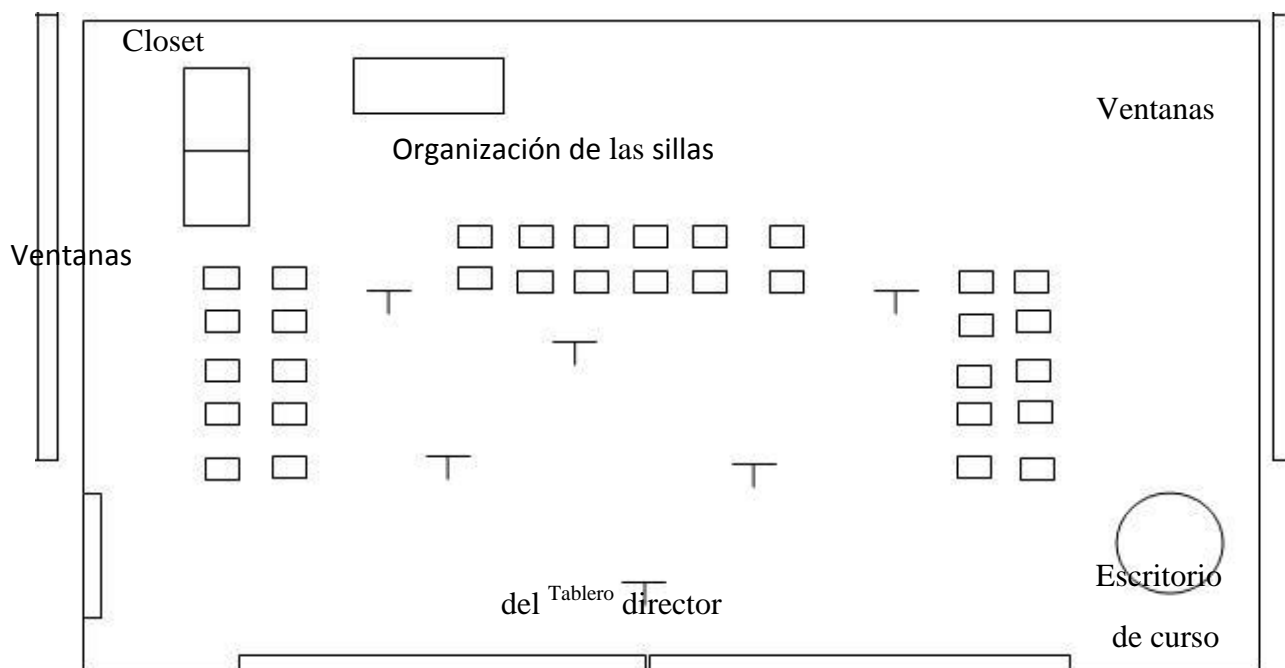 Closet
Ventanas
Organización de las sillas
Ventanas
Escritorio
del Tablero director
de curso